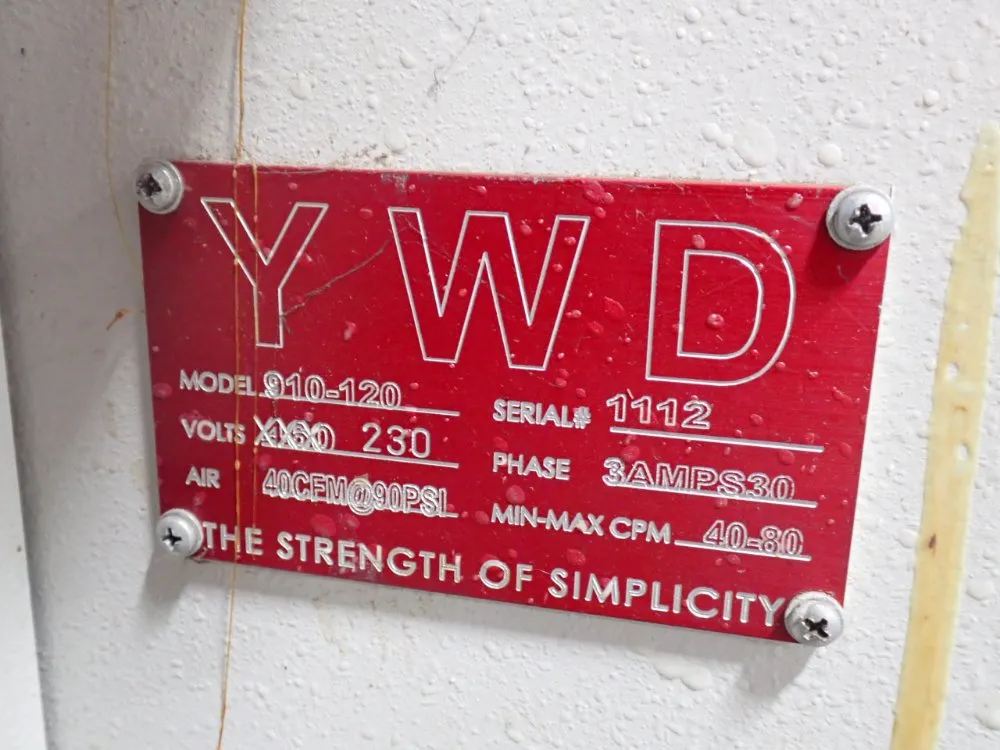 YWD
MODEL 910-120
SERIAL# 1112
VOLTS 460 230
PHASE 3AMPS30
AIR 40CFM@90PSI
MIN-MAX CPM 40-80
THE STRENGTH OF SIMPLICITY